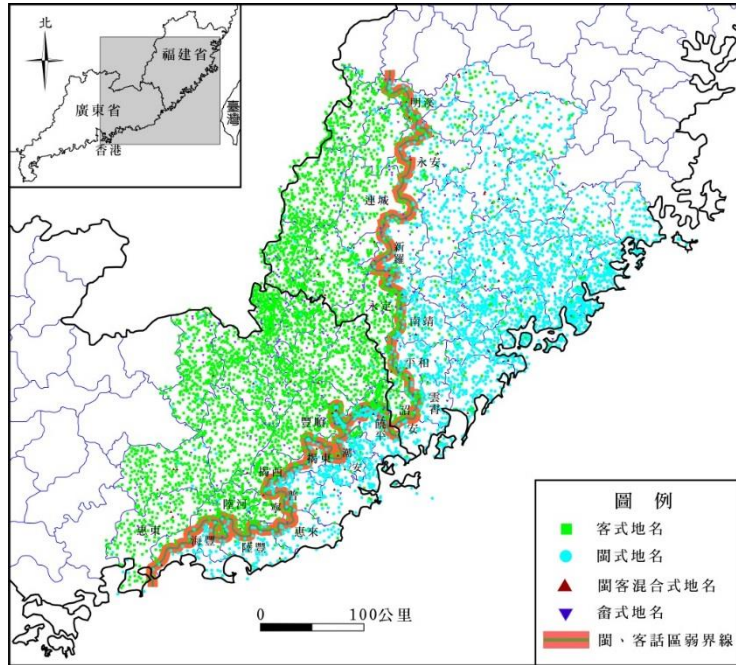 北
福建省
廣東省
臺灣
香港
明溪
永安
連城
新羅
永定
南靖
平和
雲霄
詔安
饒平
豐順
揭東
潮安
揭西
普寧
陸河
惠來
惠東
海豐
陸豐
0 100公里
圖 例
客式地名
閩式地名
閩客混合式地名
畲式地名
閩、客話區弱界線